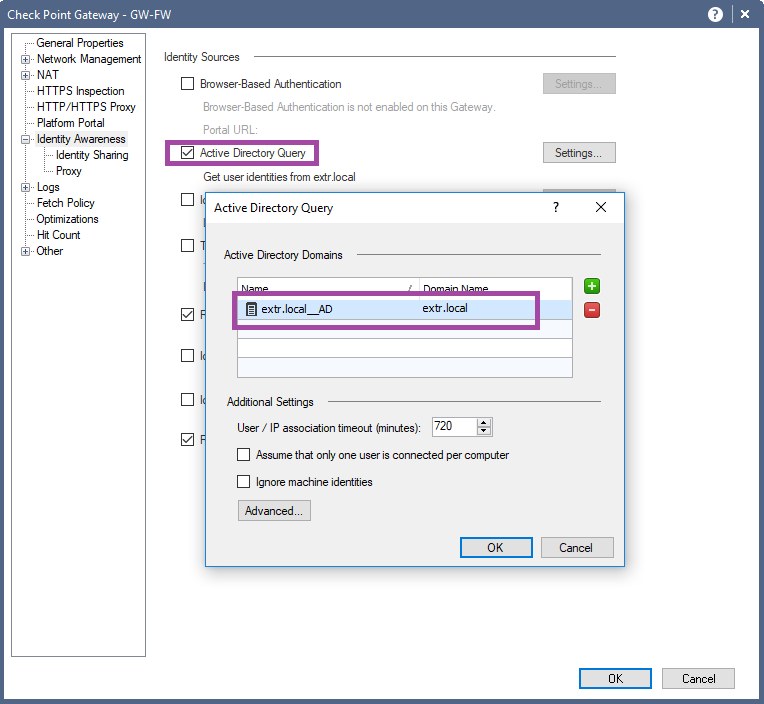 Check Point Gateway - GW-FW
?
General Properties
Network Management
NAT
HTTPS Inspection
HTTP/HTTPS Proxy
Platform Portal
Identity Awareness
Identity Sharing
Proxy
Logs
Fetch Policy
Optimizations
Hit Count
Other
Identity Sources
Browser-Based Authentication
Settings...
Browser-Based Authentication is not enabled on this Gateway.
Portal URL:
Active Directory Query
Settings...
Get user identities from extr.local
Active Directory Query
?
Active Directory Domains
Name / Domain Name
extr.local__AD extr.local
Additional Settings
User / IP association timeout (minutes): 720
Assume that only one user is connected per computer
Ignore machine identities
Advanced...
OK Cancel
OK Cancel